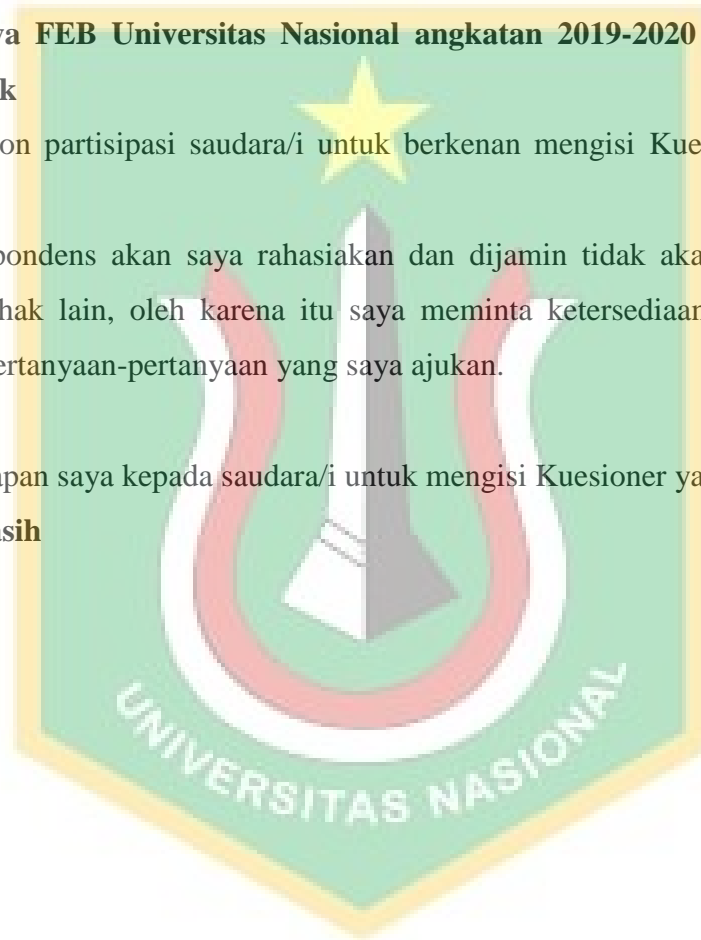 ya FEB Universitas Nasional angkatan 2019-2020
k
on partisipasi saudara/i untuk berkenan mengisi Kue
pondens akan saya rahasiakan dan dijamin tidak aka
hak lain, oleh karena itu saya meminta ketersediaan
ertanyaan-pertanyaan yang saya ajukan.
apan saya kepada saudara/i untuk mengisi Kuesioner ya
asih
UNIVERSITAS NASIONAL